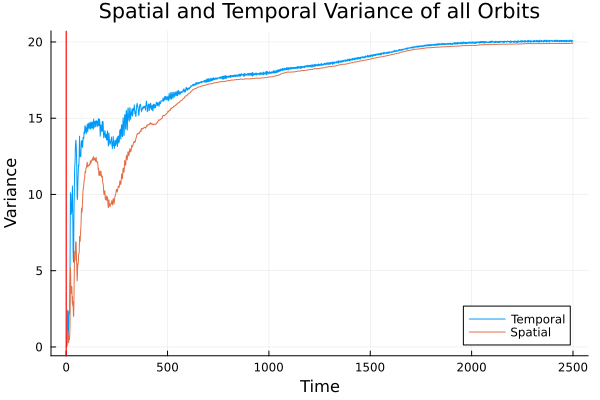 Spatial and Temporal Variance of all Orbits
20
15
10
5
0
Variance
0 500 1000 1500 2000 2500
Time
Temporal
Spatial